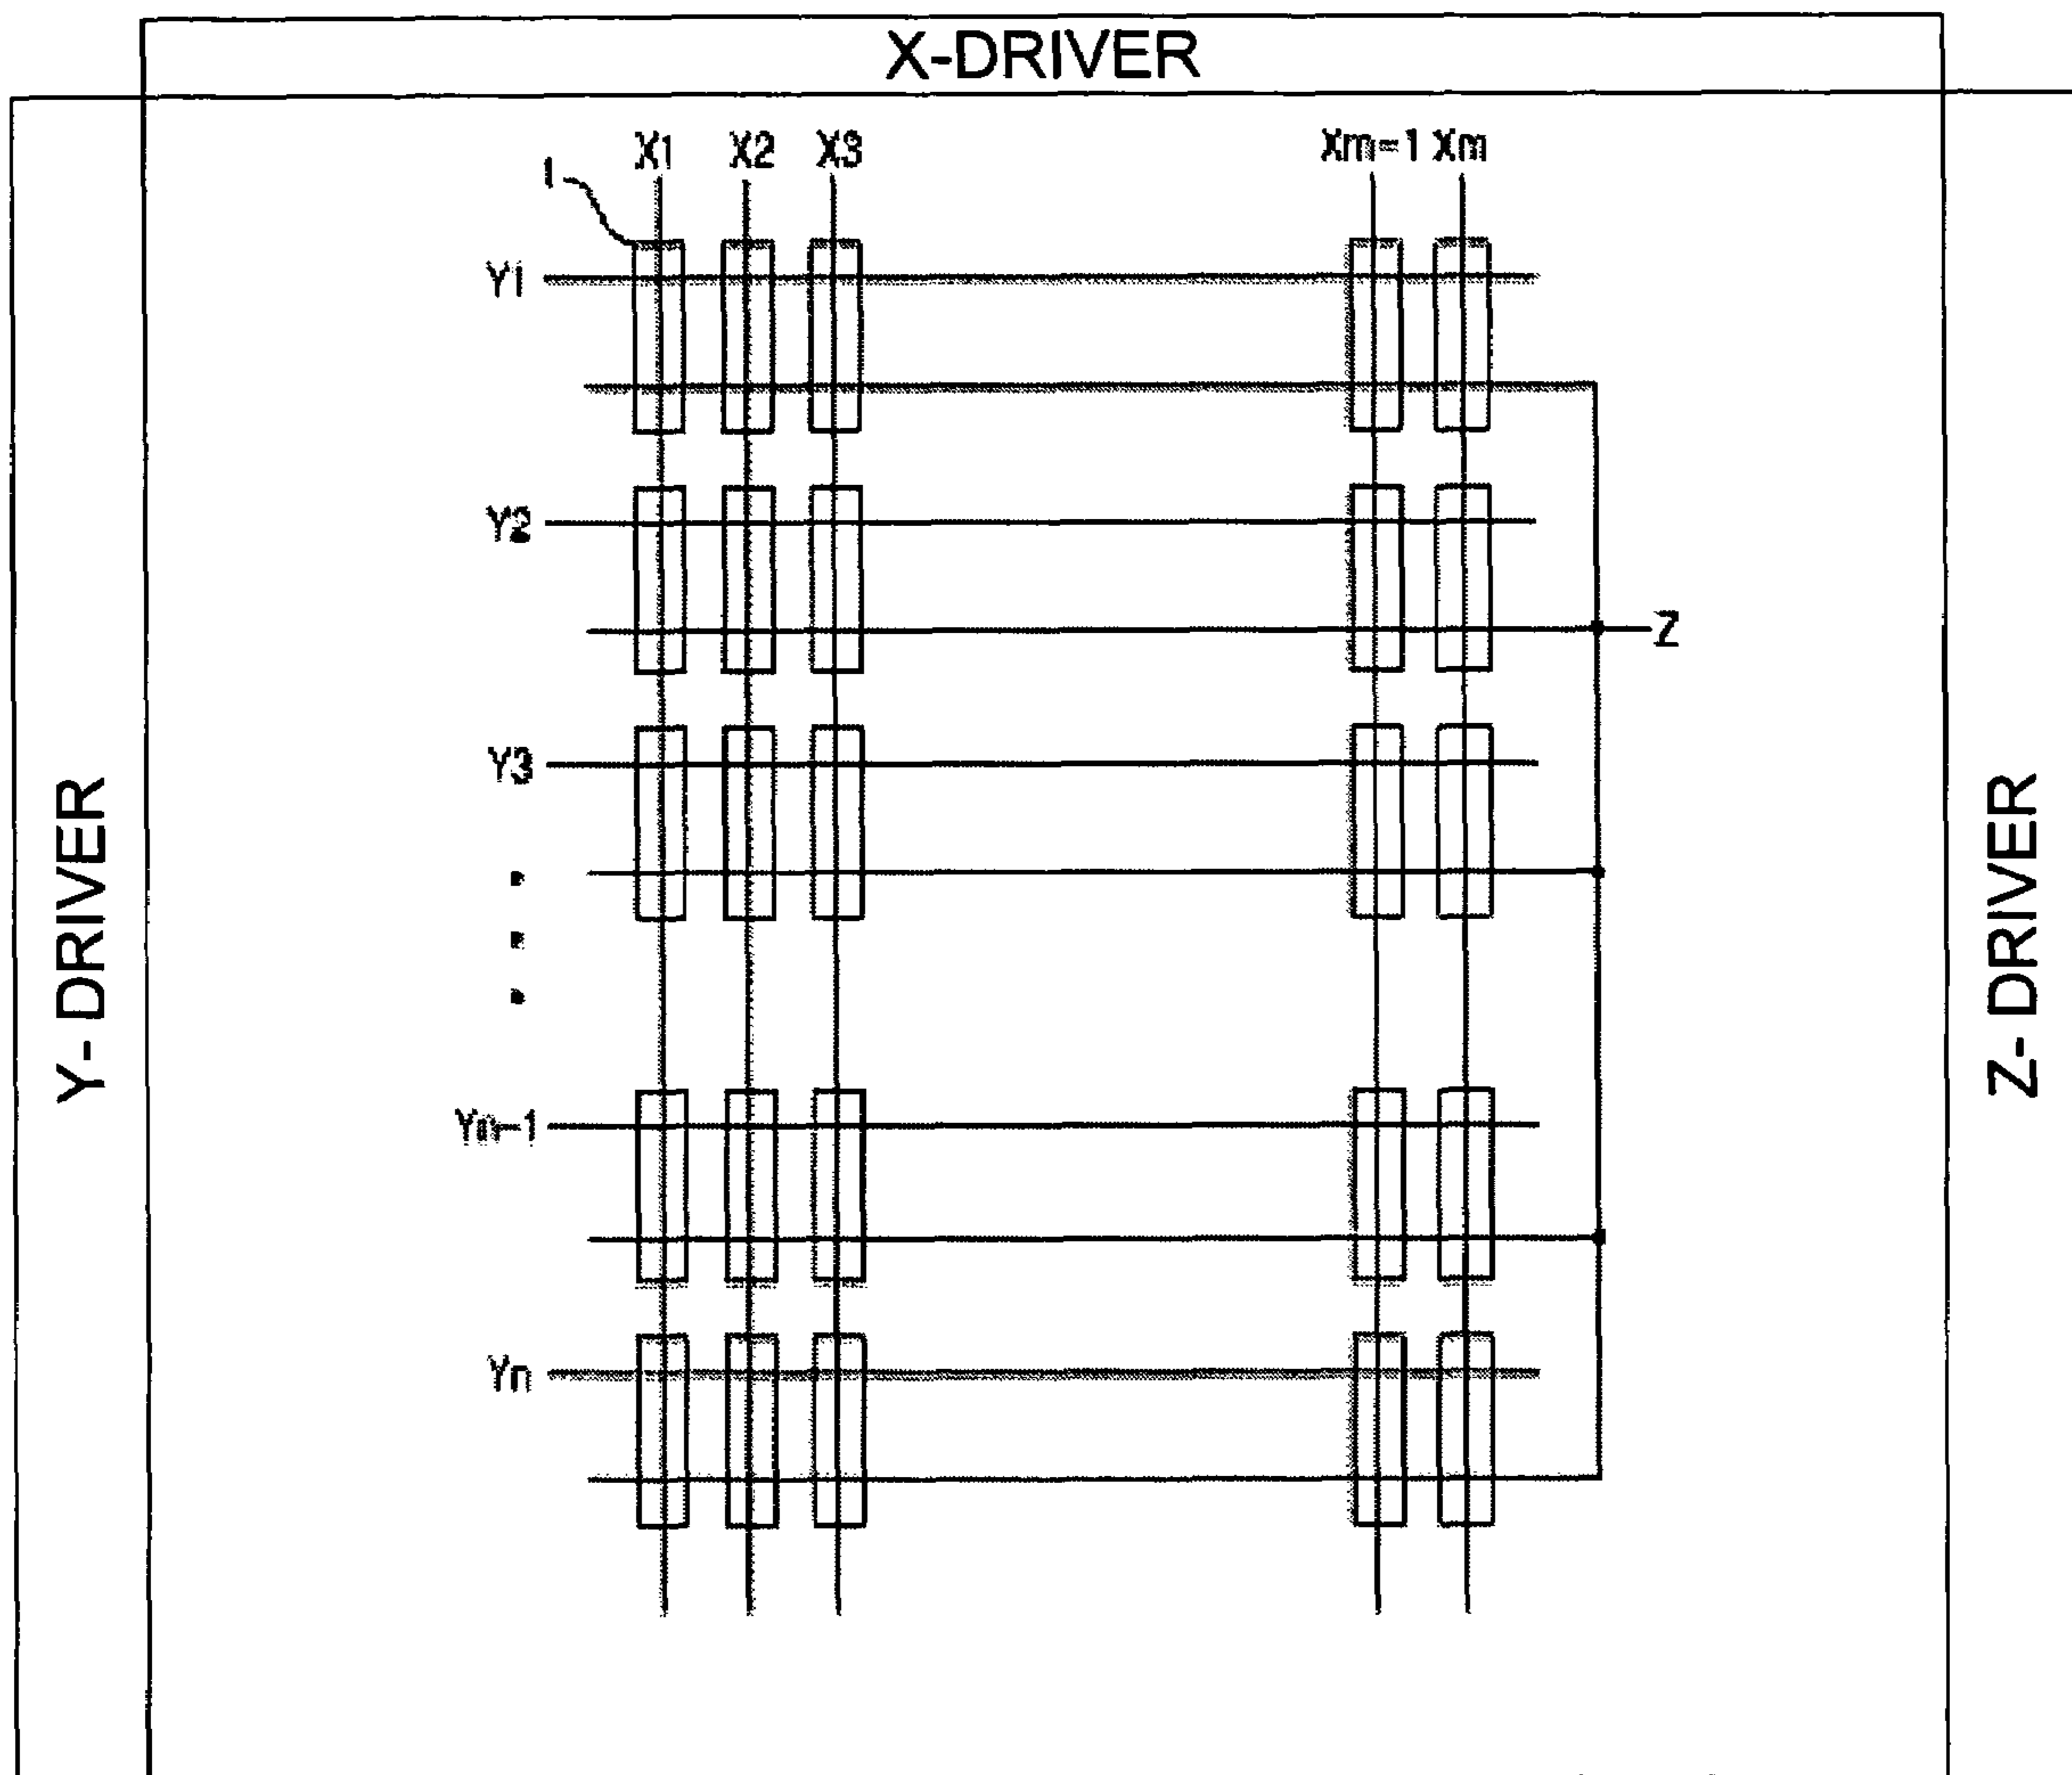 X-DRIVER
X1 X2 X3 Xm=1 Xm
1
Y1
Y2
Z
Y3
Y- DRIVER
Z- DRIVER
Yn-1
Yn